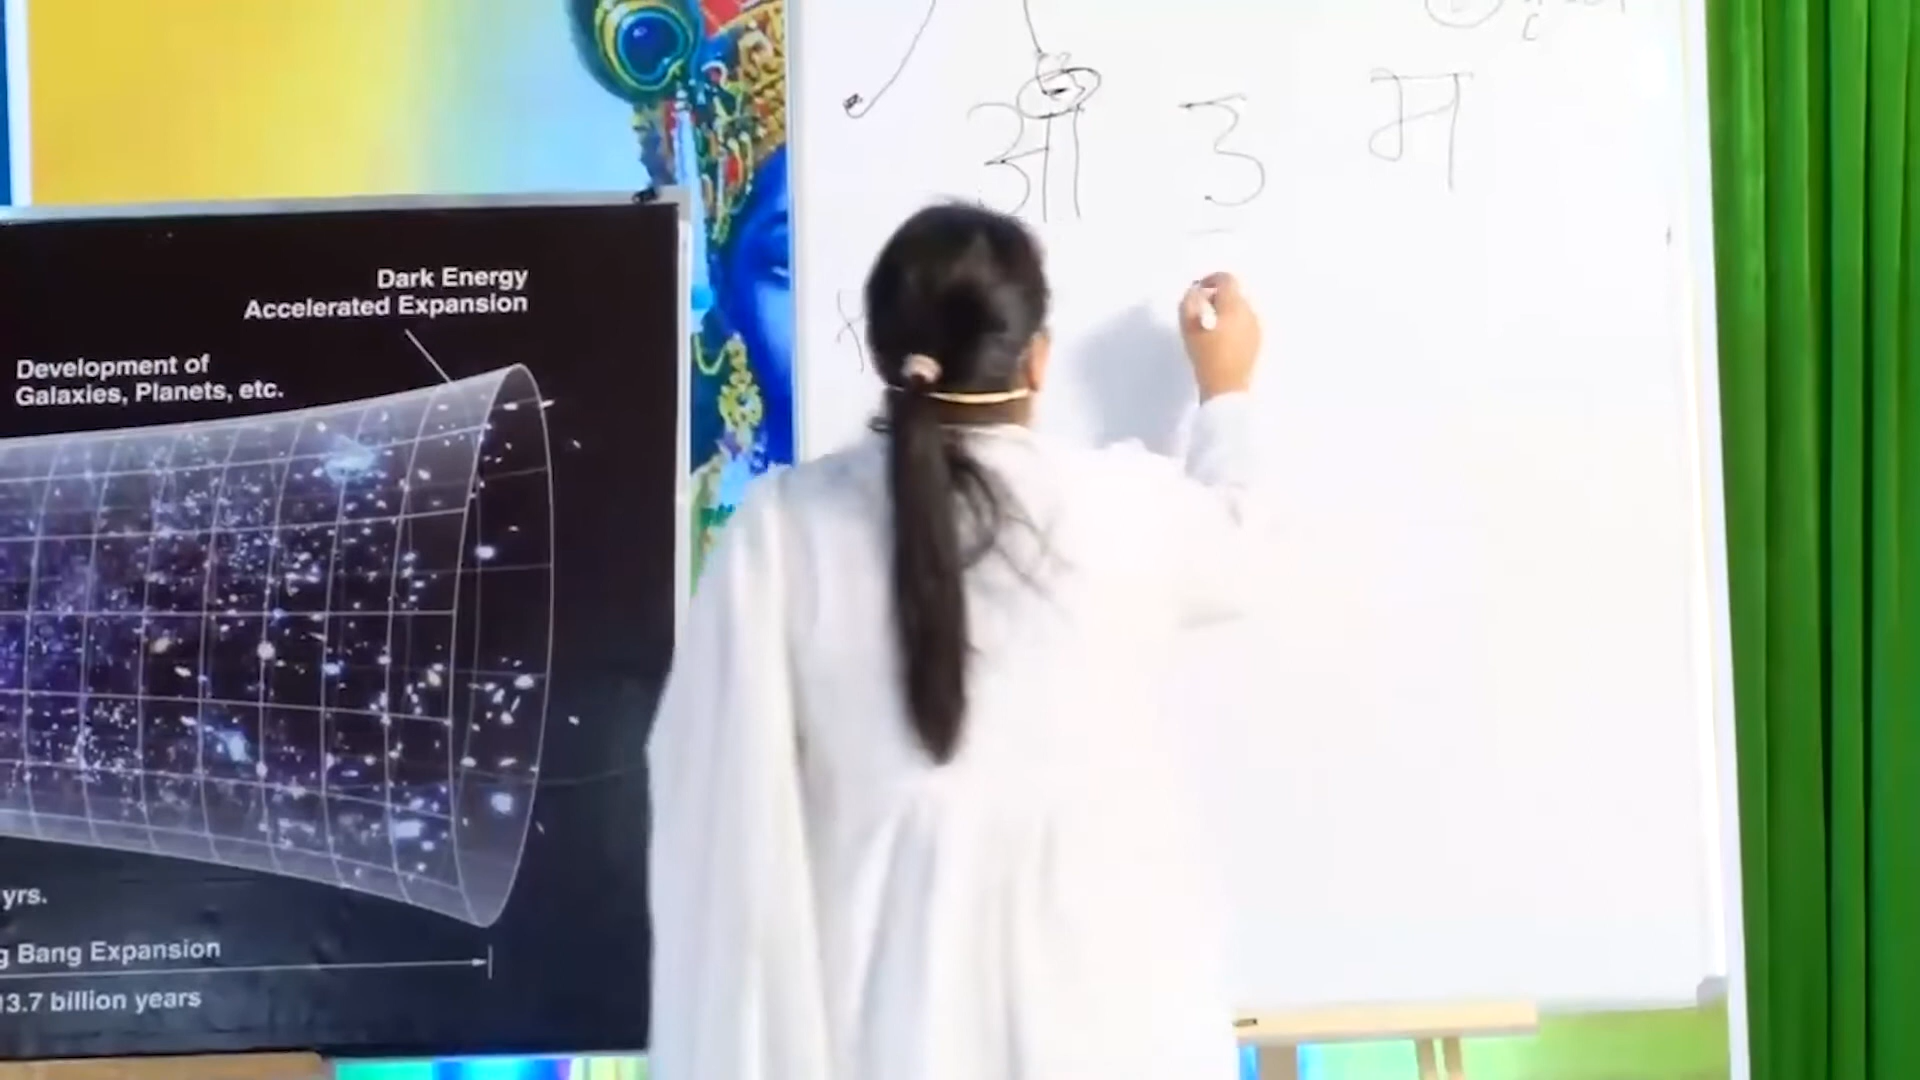 Dark Energy
Accelerated Expansion
Development of
Galaxies, Planets, etc.
yrs.
Bang Expansion
13.7 billion years
उ म